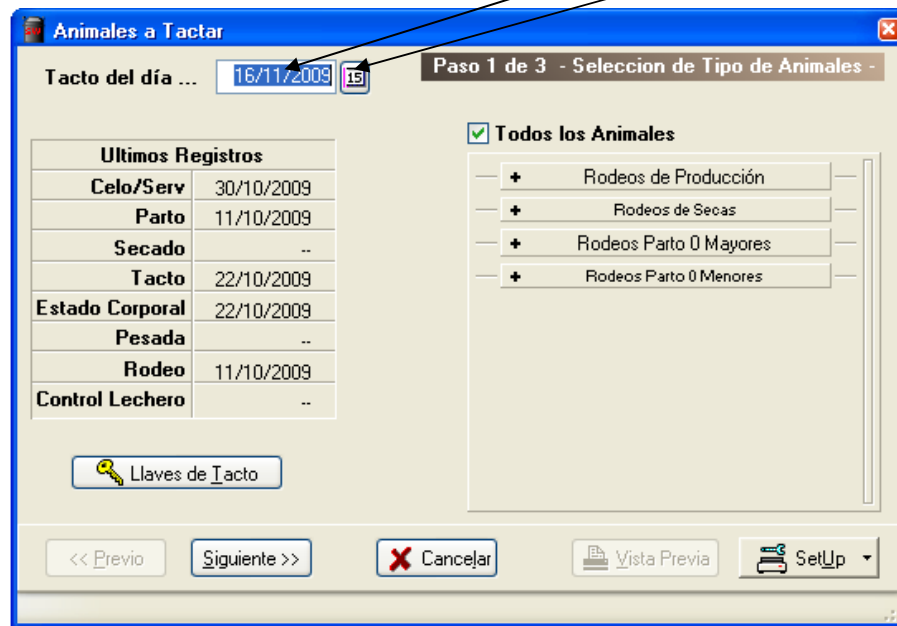 Animales a Tactar
Tacto del día ... 16/11/2009 15
Paso 1 de 3 - Seleccion de Tipo de Animales -
Ultimos Registros
Celo/Serv 30/10/2009
Parto 11/10/2009
Secado --
Tacto 22/10/2009
Estado Corporal 22/10/2009
Pesada --
Rodeo 11/10/2009
Control Lechero --
Llaves de Tacto
Todos los Animales
+ Rodeos de Producción
+ Rodeos de Secas
+ Rodeos Parto 0 Mayores
+ Rodeos Parto 0 Menores
<< Previo Siguiente >> Cancelar Vista Previa SetUp